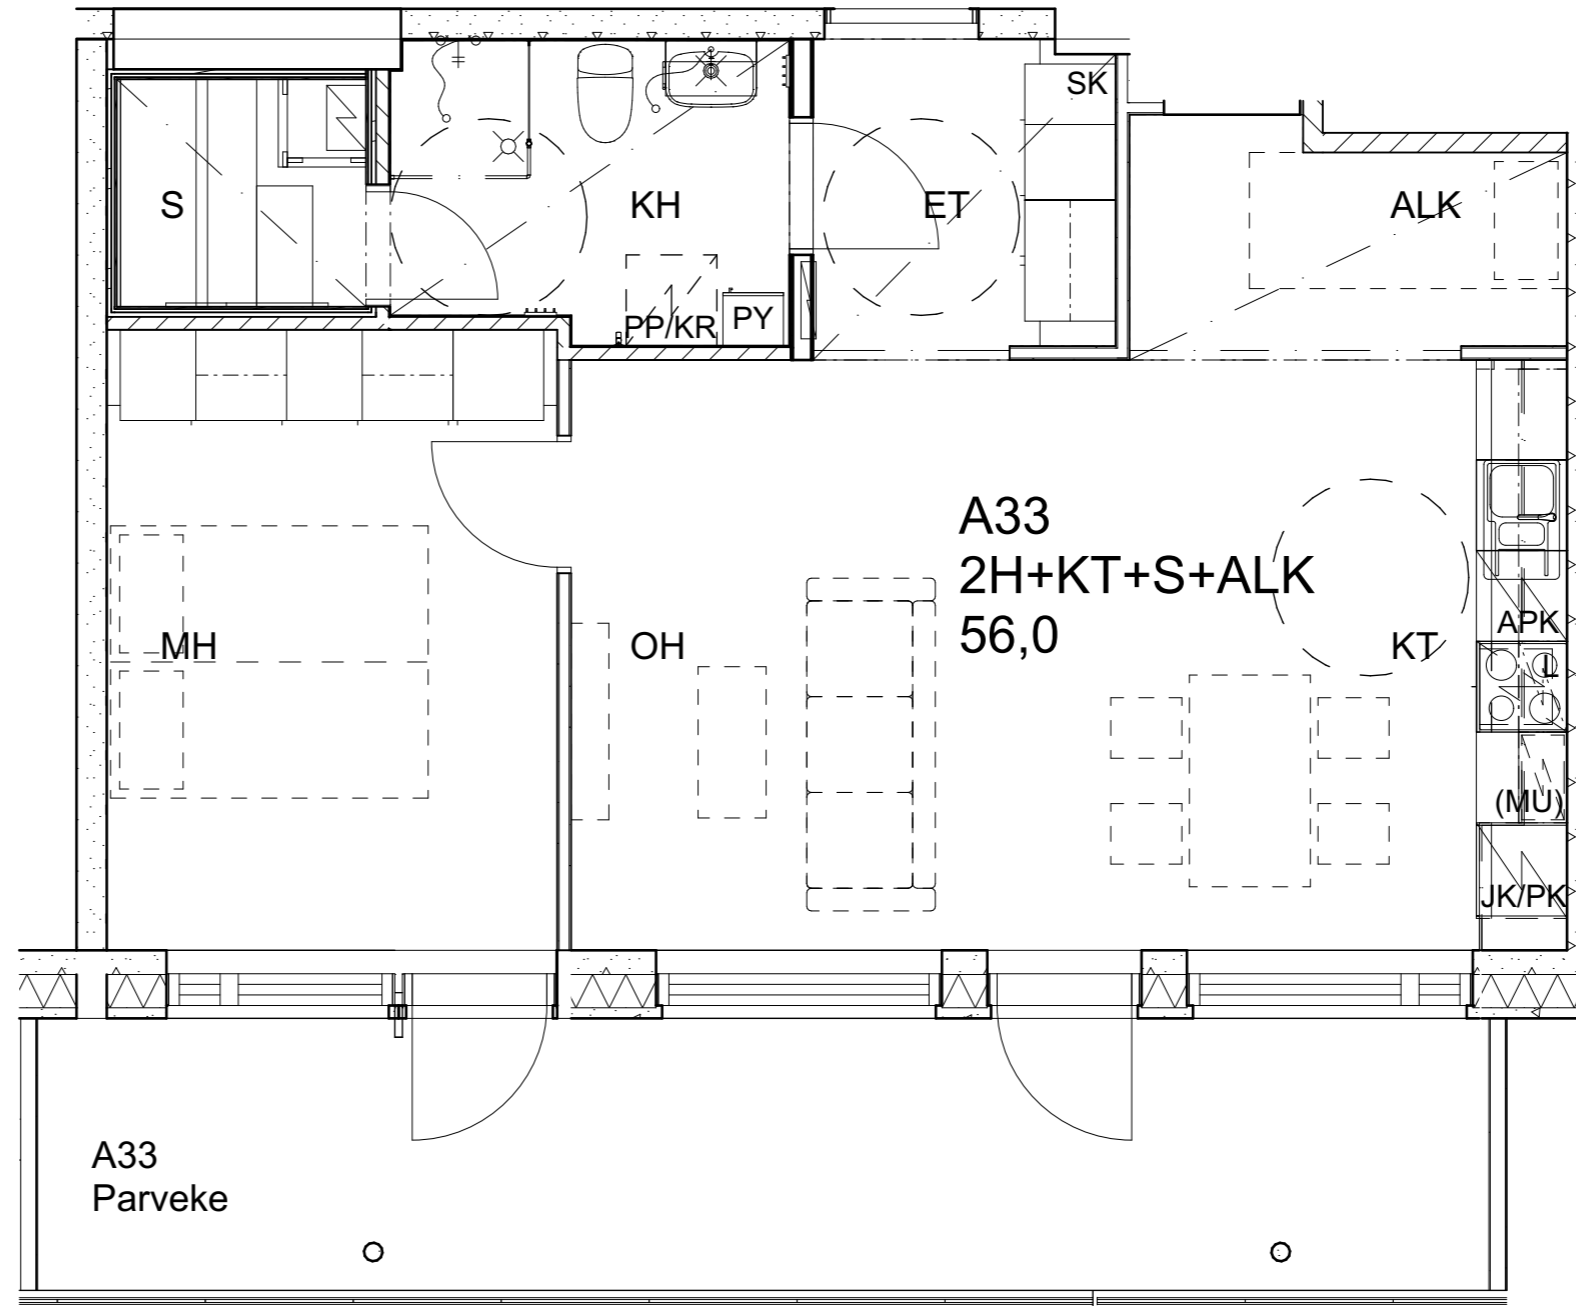 SK
S
KH
ET
ALK
PP/KR
PY
A33
2H+KT+S+ALK
56,0
MH
OH
KT
APK
L
(MU)
JK/PK
A33
Parveke